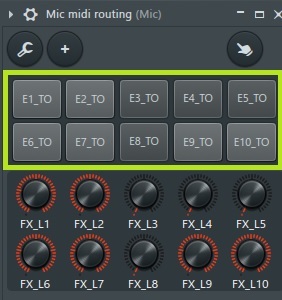 Mic midi routing (Mic)
E1_TO E2_TO E3_TO E4_TO E5_TO
E6_TO E7_TO E8_TO E9_TO E10_TO
FX_L1 FX_L2 FX_L3 FX_L4 FX_L5
FX_L6 FX_L7 FX_L8 FX_L9 FX_L10